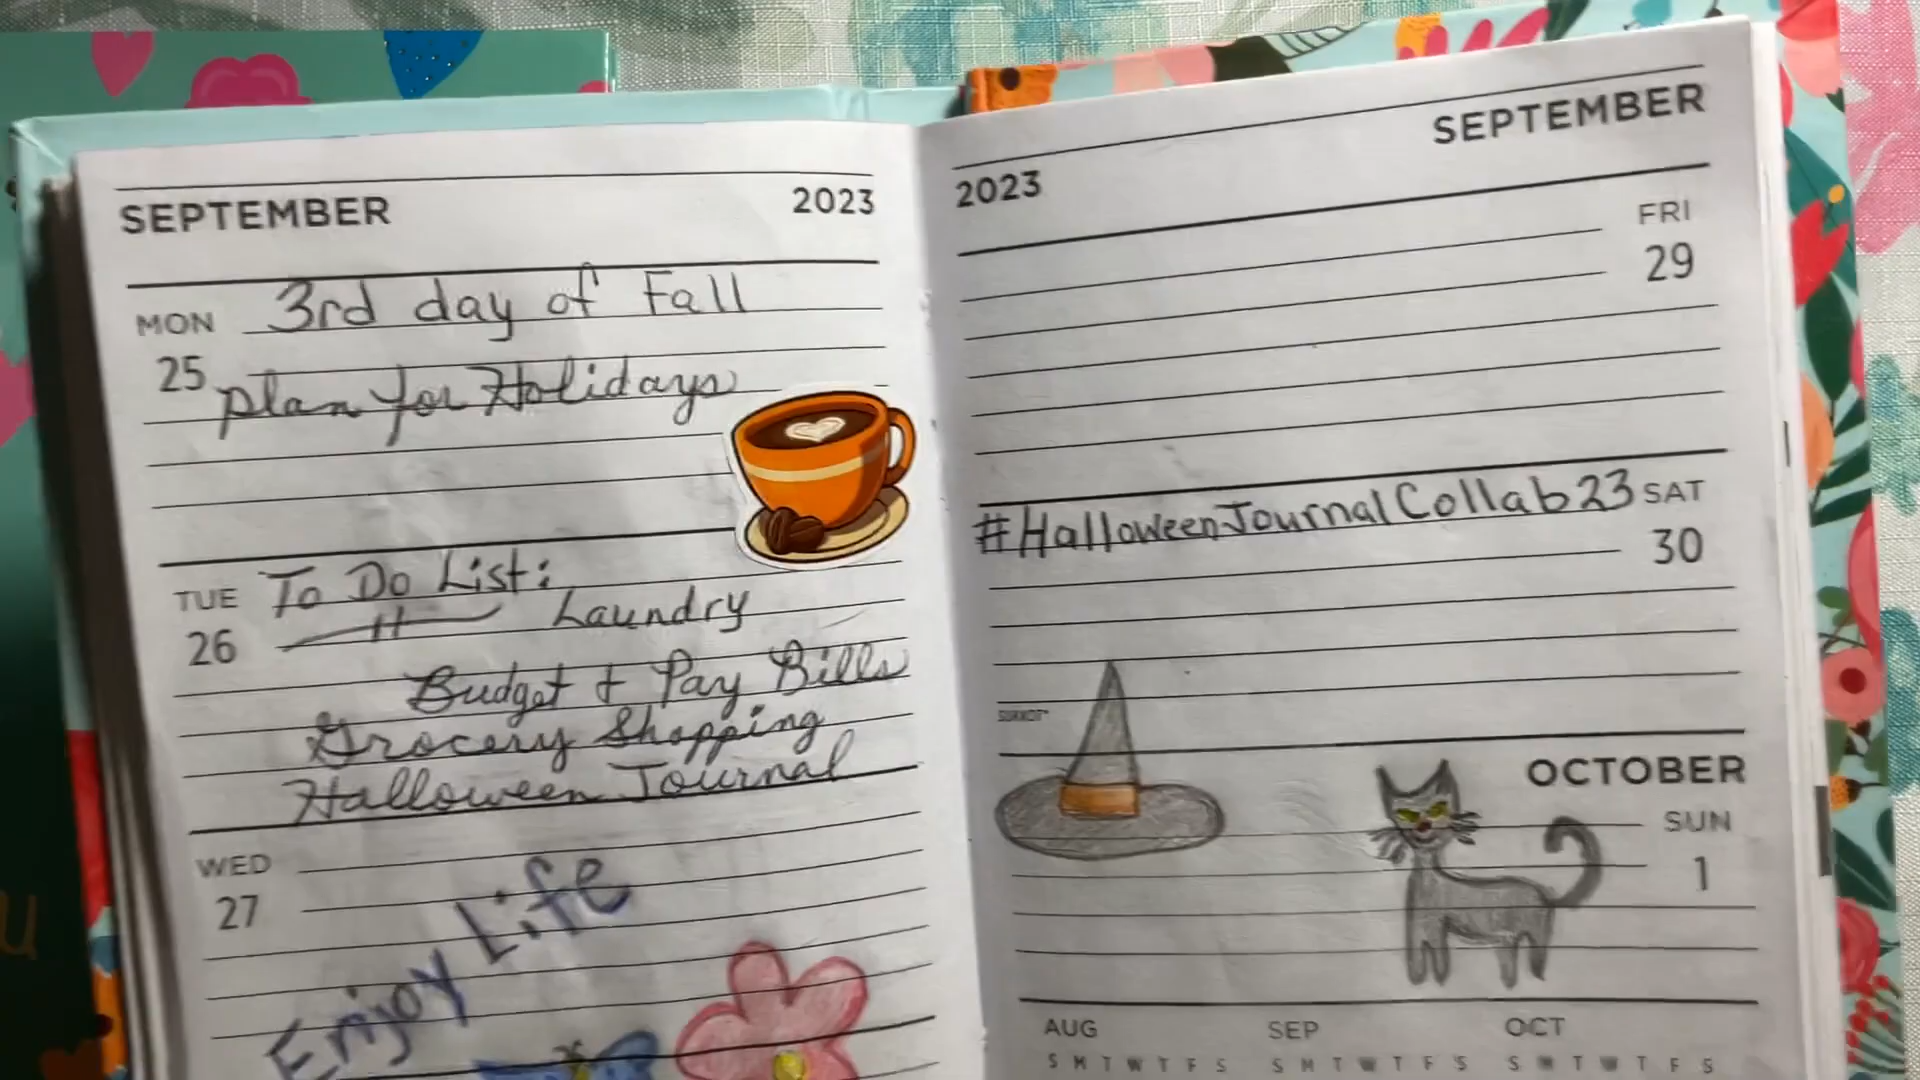 SEPTEMBER 2023
3rd day of Fall
MON
25
Plan for Holidays
To Do List:
TUE
26
Laundry
Budget + Pay Bills
Grocery Shopping
Halloween Journal
WED
27
Enjoy Life
2023 SEPTEMBER
FRI
29
#HalloweenJournalCollab23 SAT
30
SUKKOT*
OCTOBER
SUN
1
AUG SEP OCT
S M T W T F S S M T W T F S S M T W T F S